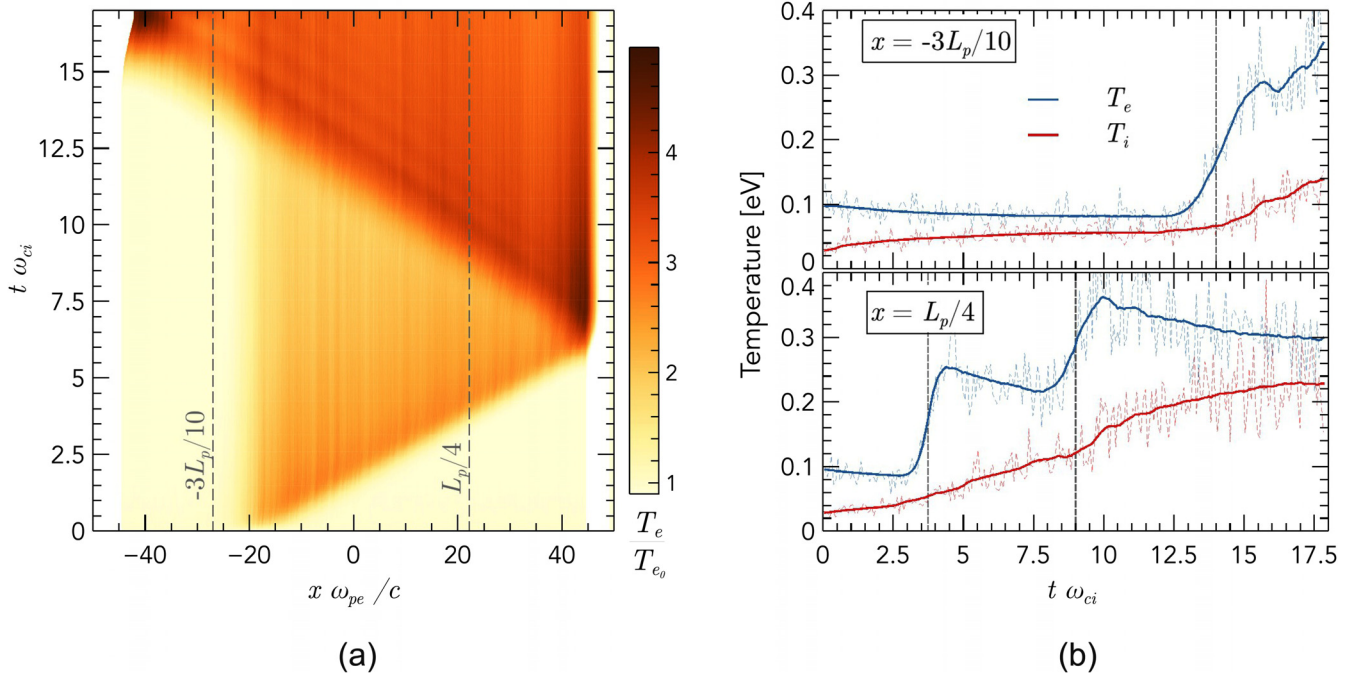 15
12.5
10
7.5
5
2.5
0
t ω_ci
−40
−20
0
20
40
x ω_pe /c
-3L_p/10
L_p/4
4
3
2
1
T_e
T_e₀
(a)
0.4
0.3
0.2
0.1
0
x = -3L_p/10
T_e
T_i
Temperature [eV]
0.4
0.3
0.2
0.1
0
x = L_p/4
0
2.5
5
7.5
10
12.5
15
17.5
t ω_ci
(b)